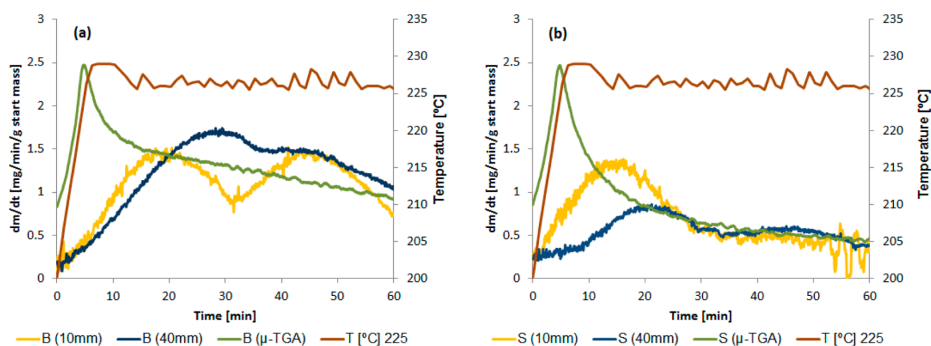 (a)
dm/dt [mg/min/g start mass]
3
2.5
2
1.5
1
0.5
0
235
230
225
220
215
210
205
200
Temperature [ºC]
0 10 20 30 40 50 60
Time [min]
B (10mm) B (40mm) B (µ-TGA) T [ºC] 225
(b)
dm/dt [mg/min/g start mass]
3
2.5
2
1.5
1
0.5
0
235
230
225
220
215
210
205
200
Temperature [ºC]
0 10 20 30 40 50 60
Time [min]
S (10mm) S (40mm) S (µ-TGA) T [ºC] 225